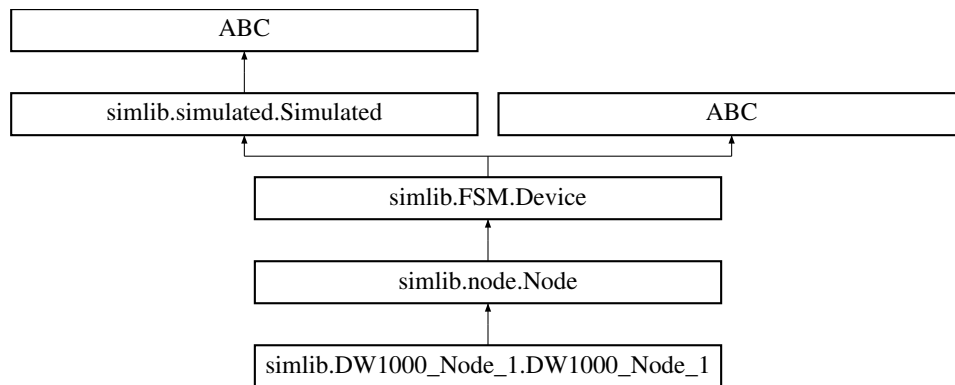 ABC
simlib.simulated.Simulated
ABC
simlib.FSM.Device
simlib.node.Node
simlib.DW1000_Node_1.DW1000_Node_1